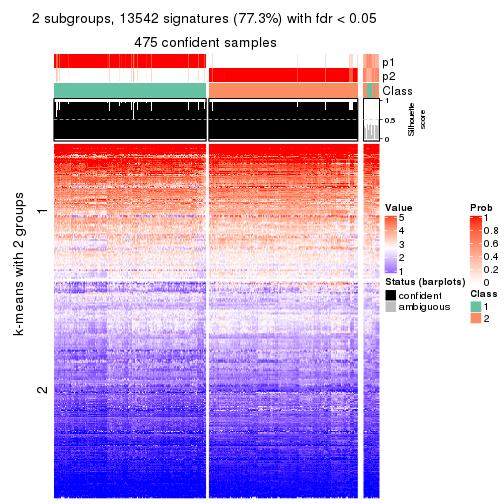 2 subgroups, 13542 signatures (77.3%) with fdr < 0.05
475 confident samples
p1
p2
Class
1
0.5
0
Silhouette
score
k-means with 2 groups
1
2
Value
5
4
3
2
1
Prob
1
0.8
0.6
0.4
0.2
0
Status (barplots)
confident
ambiguous
Class
1
2